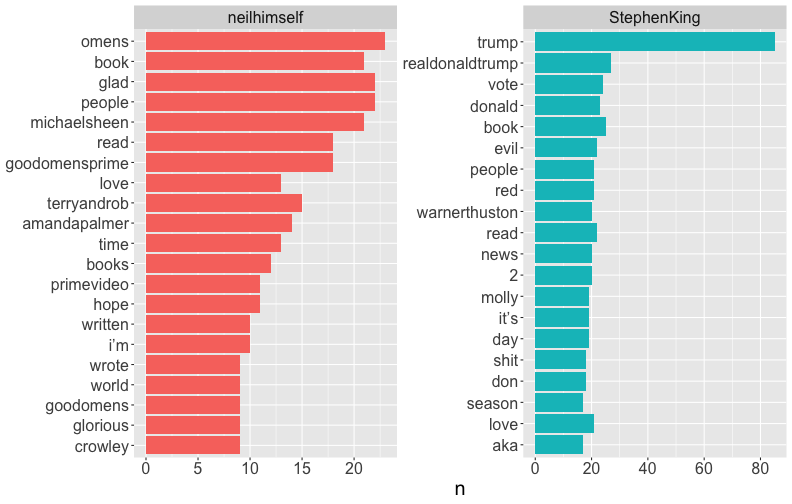 neilhimself
omens
book
glad
people
michaelsheen
read
goodomensprime
love
terryandrob
amandapalmer
time
books
primevideo
hope
written
i’m
wrote
world
goodomens
glorious
crowley
0 5 10 15 20
StephenKing
trump
realdonaldtrump
vote
donald
book
evil
people
red
warnerthuston
read
news
2
molly
it’s
day
shit
don
season
love
aka
0 20 40 60 80
n